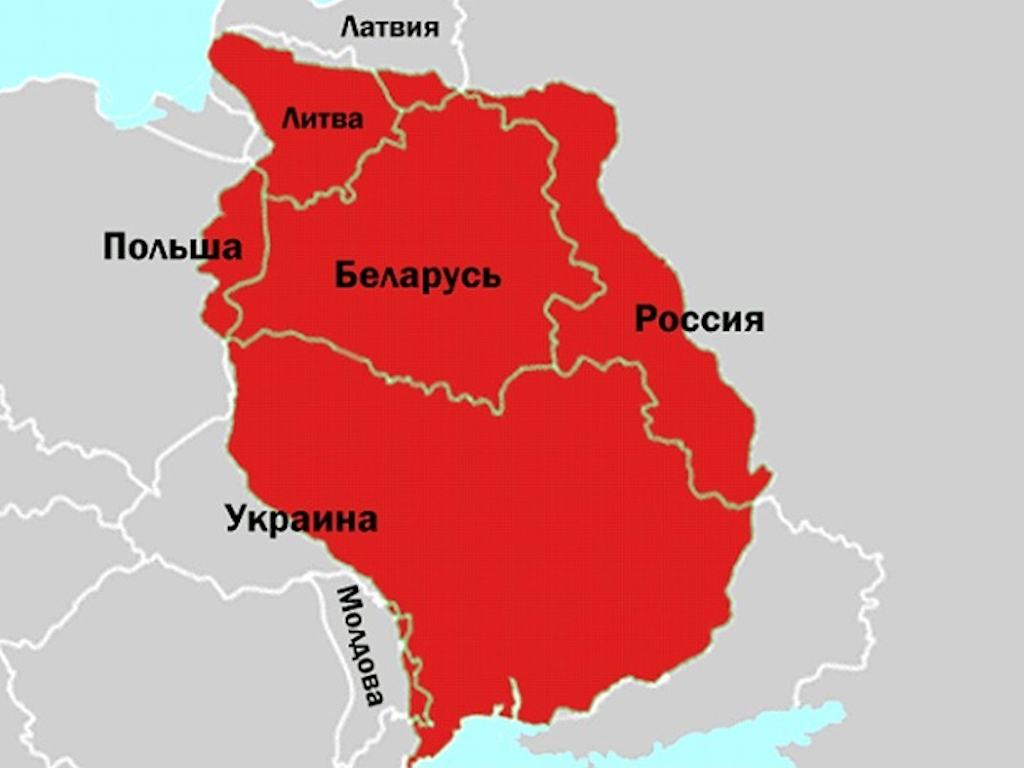 Латвия
Литва
Польша
Беларусь
Россия
Украина
Молдова